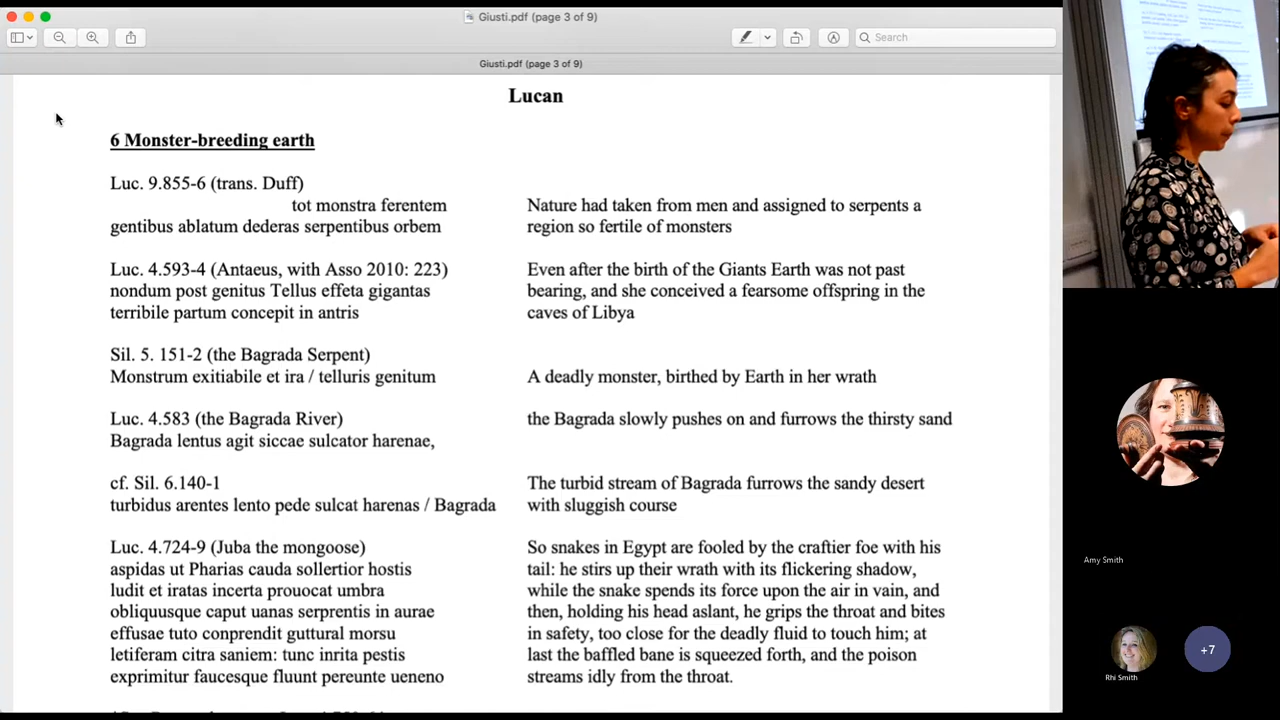 Giusti.pdf (page 3 of 9)
Search
Giusti.pdf (page 3 of 9)
Lucan
6 Monster-breeding earth
Luc. 9.855-6 (trans. Duff)
tot monstra ferentem
gentibus ablatum dederas serpentibus orbem
Nature had taken from men and assigned to serpents a
region so fertile of monsters
Luc. 4.593-4 (Antaeus, with Asso 2010: 223)
nondum post genitus Tellus effeta gigantas
terribile partum concepit in antris
Even after the birth of the Giants Earth was not past
bearing, and she conceived a fearsome offspring in the
caves of Libya
Sil. 5. 151-2 (the Bagrada Serpent)
Monstrum exitiabile et ira / telluris genitum
A deadly monster, birthed by Earth in her wrath
Luc. 4.583 (the Bagrada River)
Bagrada lentus agit siccae sulcator harenae,
the Bagrada slowly pushes on and furrows the thirsty sand
cf. Sil. 6.140-1
turbidus arentes lento pede sulcat harenas / Bagrada
The turbid stream of Bagrada furrows the sandy desert
with sluggish course
Luc. 4.724-9 (Juba the mongoose)
aspidas ut Pharias cauda sollertior hostis
ludit et iratas incerta prouocat umbra
obliquusque caput uanas serpentis in aurae
effusae tuto conprendit guttural morsu
letiferam citra saniem: tunc inrita pestis
exprimitur faucesque fluunt pereunte ueneno
So snakes in Egypt are fooled by the craftier foe with his
tail: he stirs up their wrath with its flickering shadow,
while the snake spends its force upon the air in vain, and
then, holding his head aslant, he grips the throat and bites
in safety, too close for the deadly fluid to touch him; at
last the baffled bane is squeezed forth, and the poison
streams idly from the throat.
Amy Smith
Rhi Smith
+7